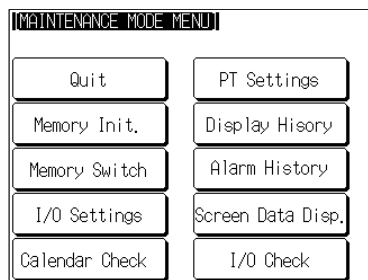 [MAINTENANCE MODE MENU]
Quit
PT Settings
Memory Init.
Display Hisory
Memory Switch
Alarm History
I/O Settings
Screen Data Disp.
Calendar Check
I/O Check